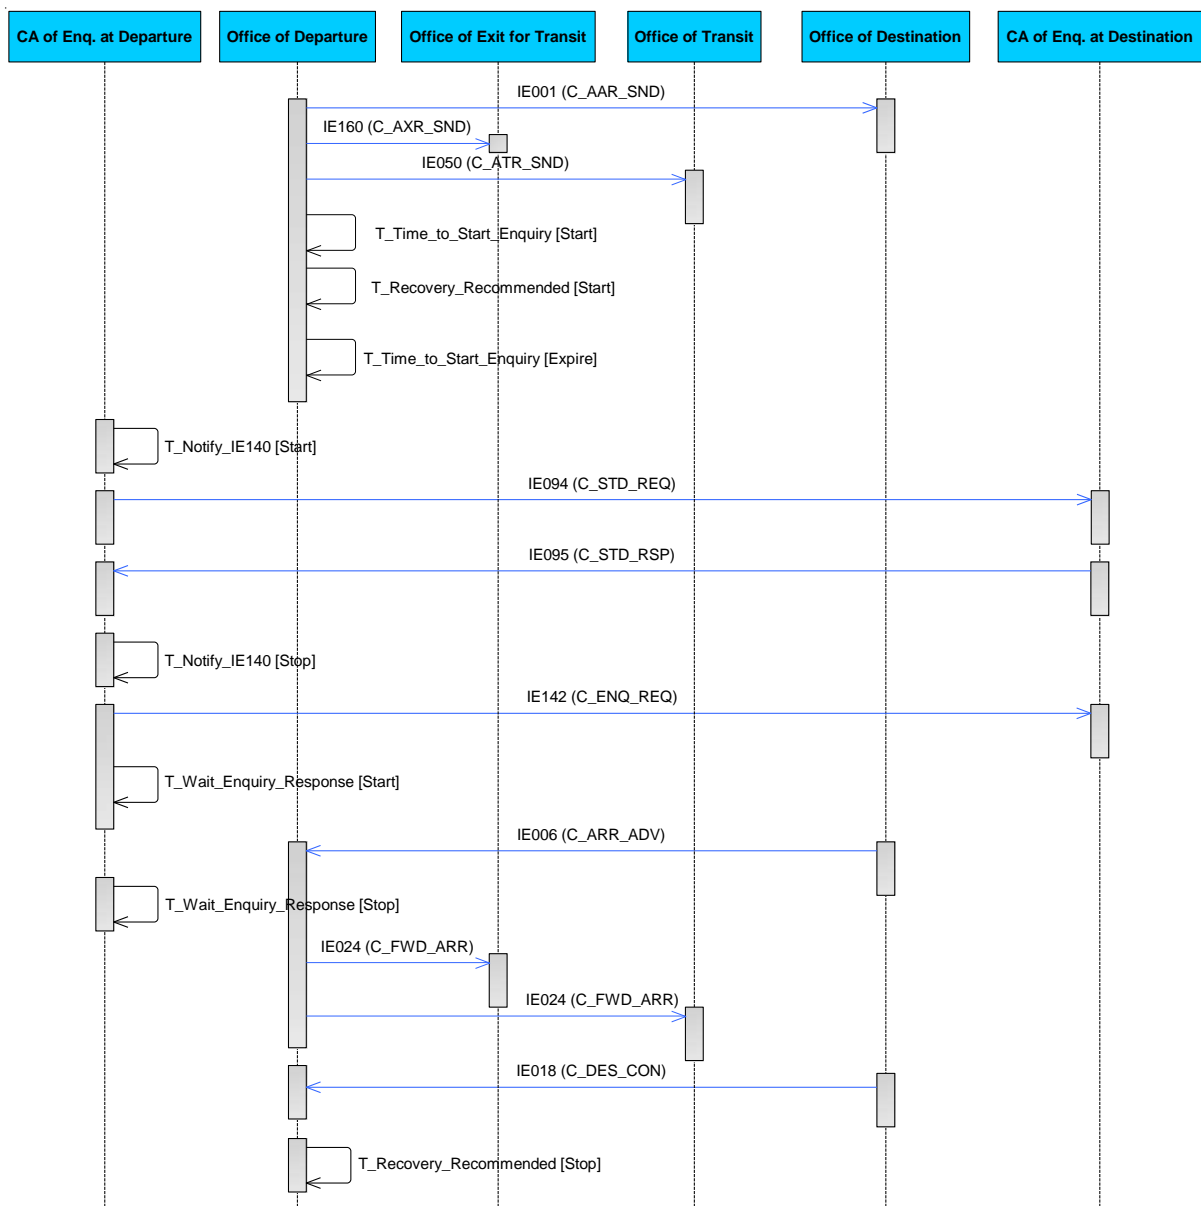 CA of Enq. at Departure
Office of Departure
Office of Exit for Transit
Office of Transit
Office of Destination
CA of Enq. at Destination
IE001 (C_AAR_SND)
IE160 (C_AXR_SND)
IE050 (C_ATR_SND)
T_Time_to_Start_Enquiry [Start]
T_Recovery_Recommended [Start]
T_Time_to_Start_Enquiry [Expire]
T_Notify_IE140 [Start]
IE094 (C_STD_REQ)
IE095 (C_STD_RSP)
T_Notify_IE140 [Stop]
IE142 (C_ENQ_REQ)
T_Wait_Enquiry_Response [Start]
IE006 (C_ARR_ADV)
T_Wait_Enquiry_Response [Stop]
IE024 (C_FWD_ARR)
IE024 (C_FWD_ARR)
IE018 (C_DES_CON)
T_Recovery_Recommended [Stop]